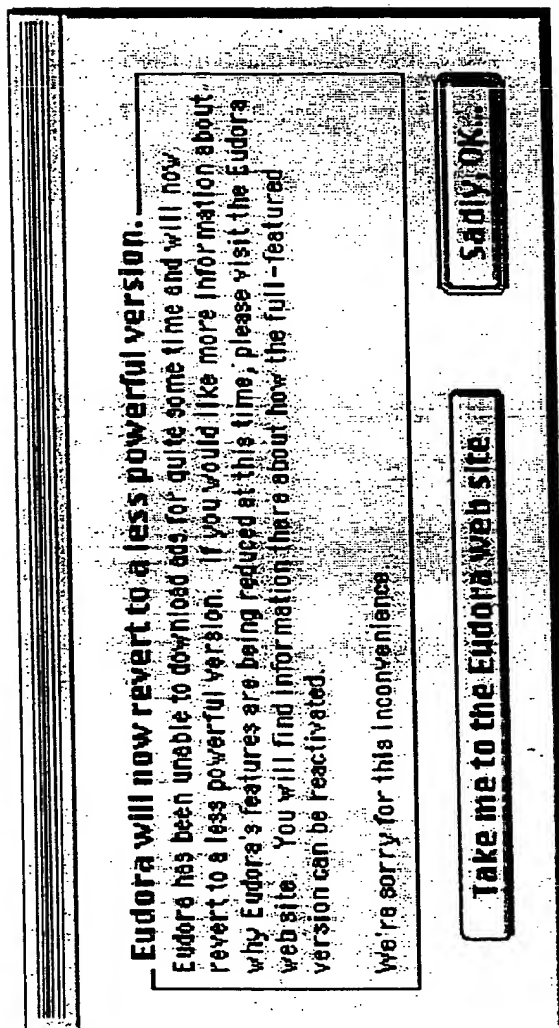 Eudora will now revert to a less powerful version.
Eudora has been unable to download ads for quite some time and will now
revert to a less powerful version. If you would like more information about
why Eudora's features are being reduced at this time, please visit the Eudora
web site. You will find information there about how the full-featured
version can be reactivated.
We're sorry for this inconvenience.
Take me to the Eudora web site
sadly, OK...